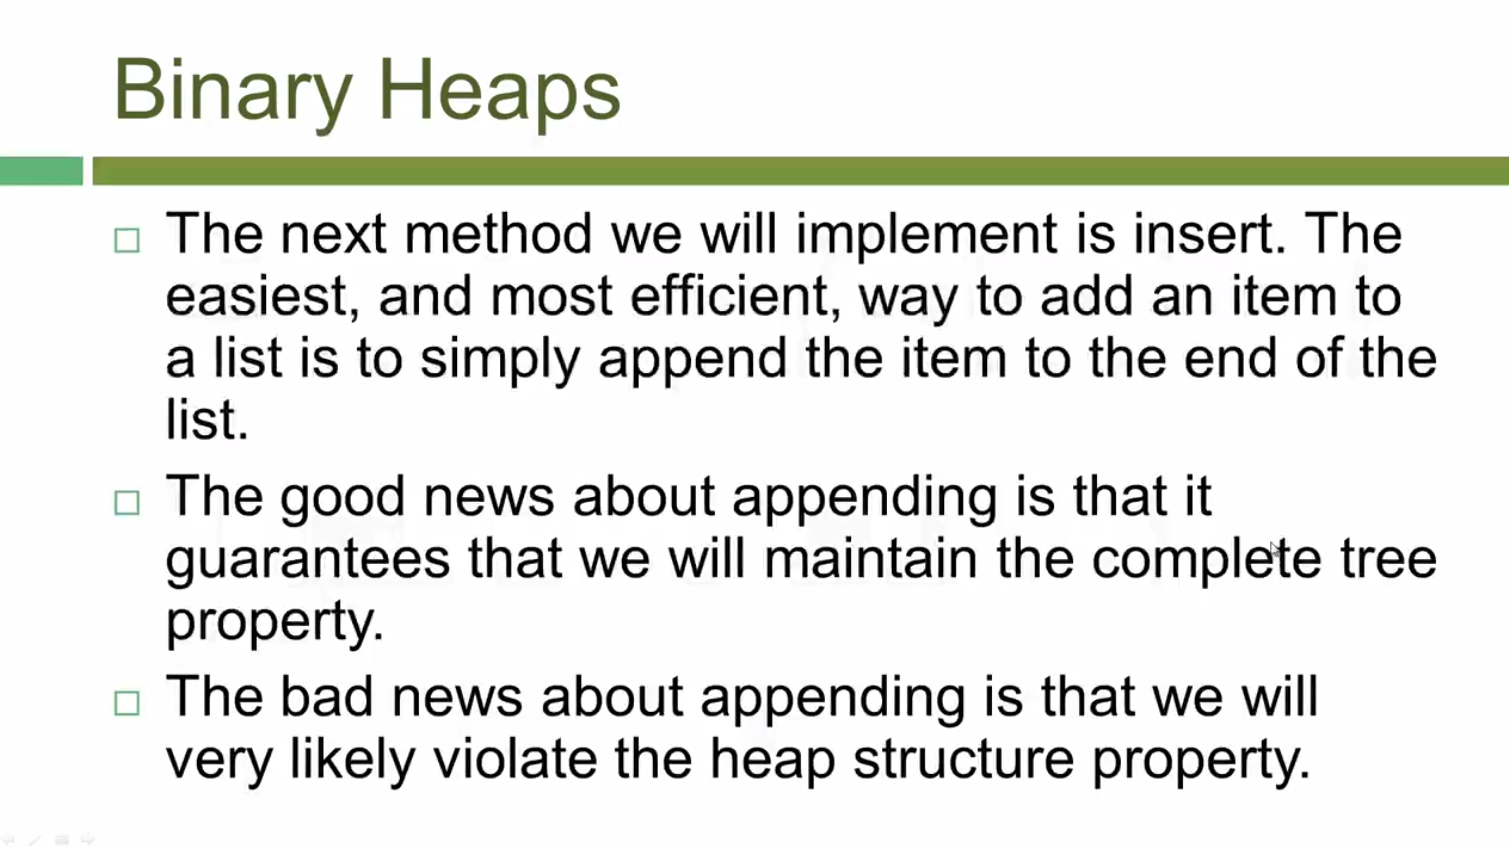 Binary Heaps
The next method we will implement is insert. The
easiest, and most efficient, way to add an item to
a list is to simply append the item to the end of the
list.
The good news about appending is that it
guarantees that we will maintain the complete tree
property.
The bad news about appending is that we will
very likely violate the heap structure property.